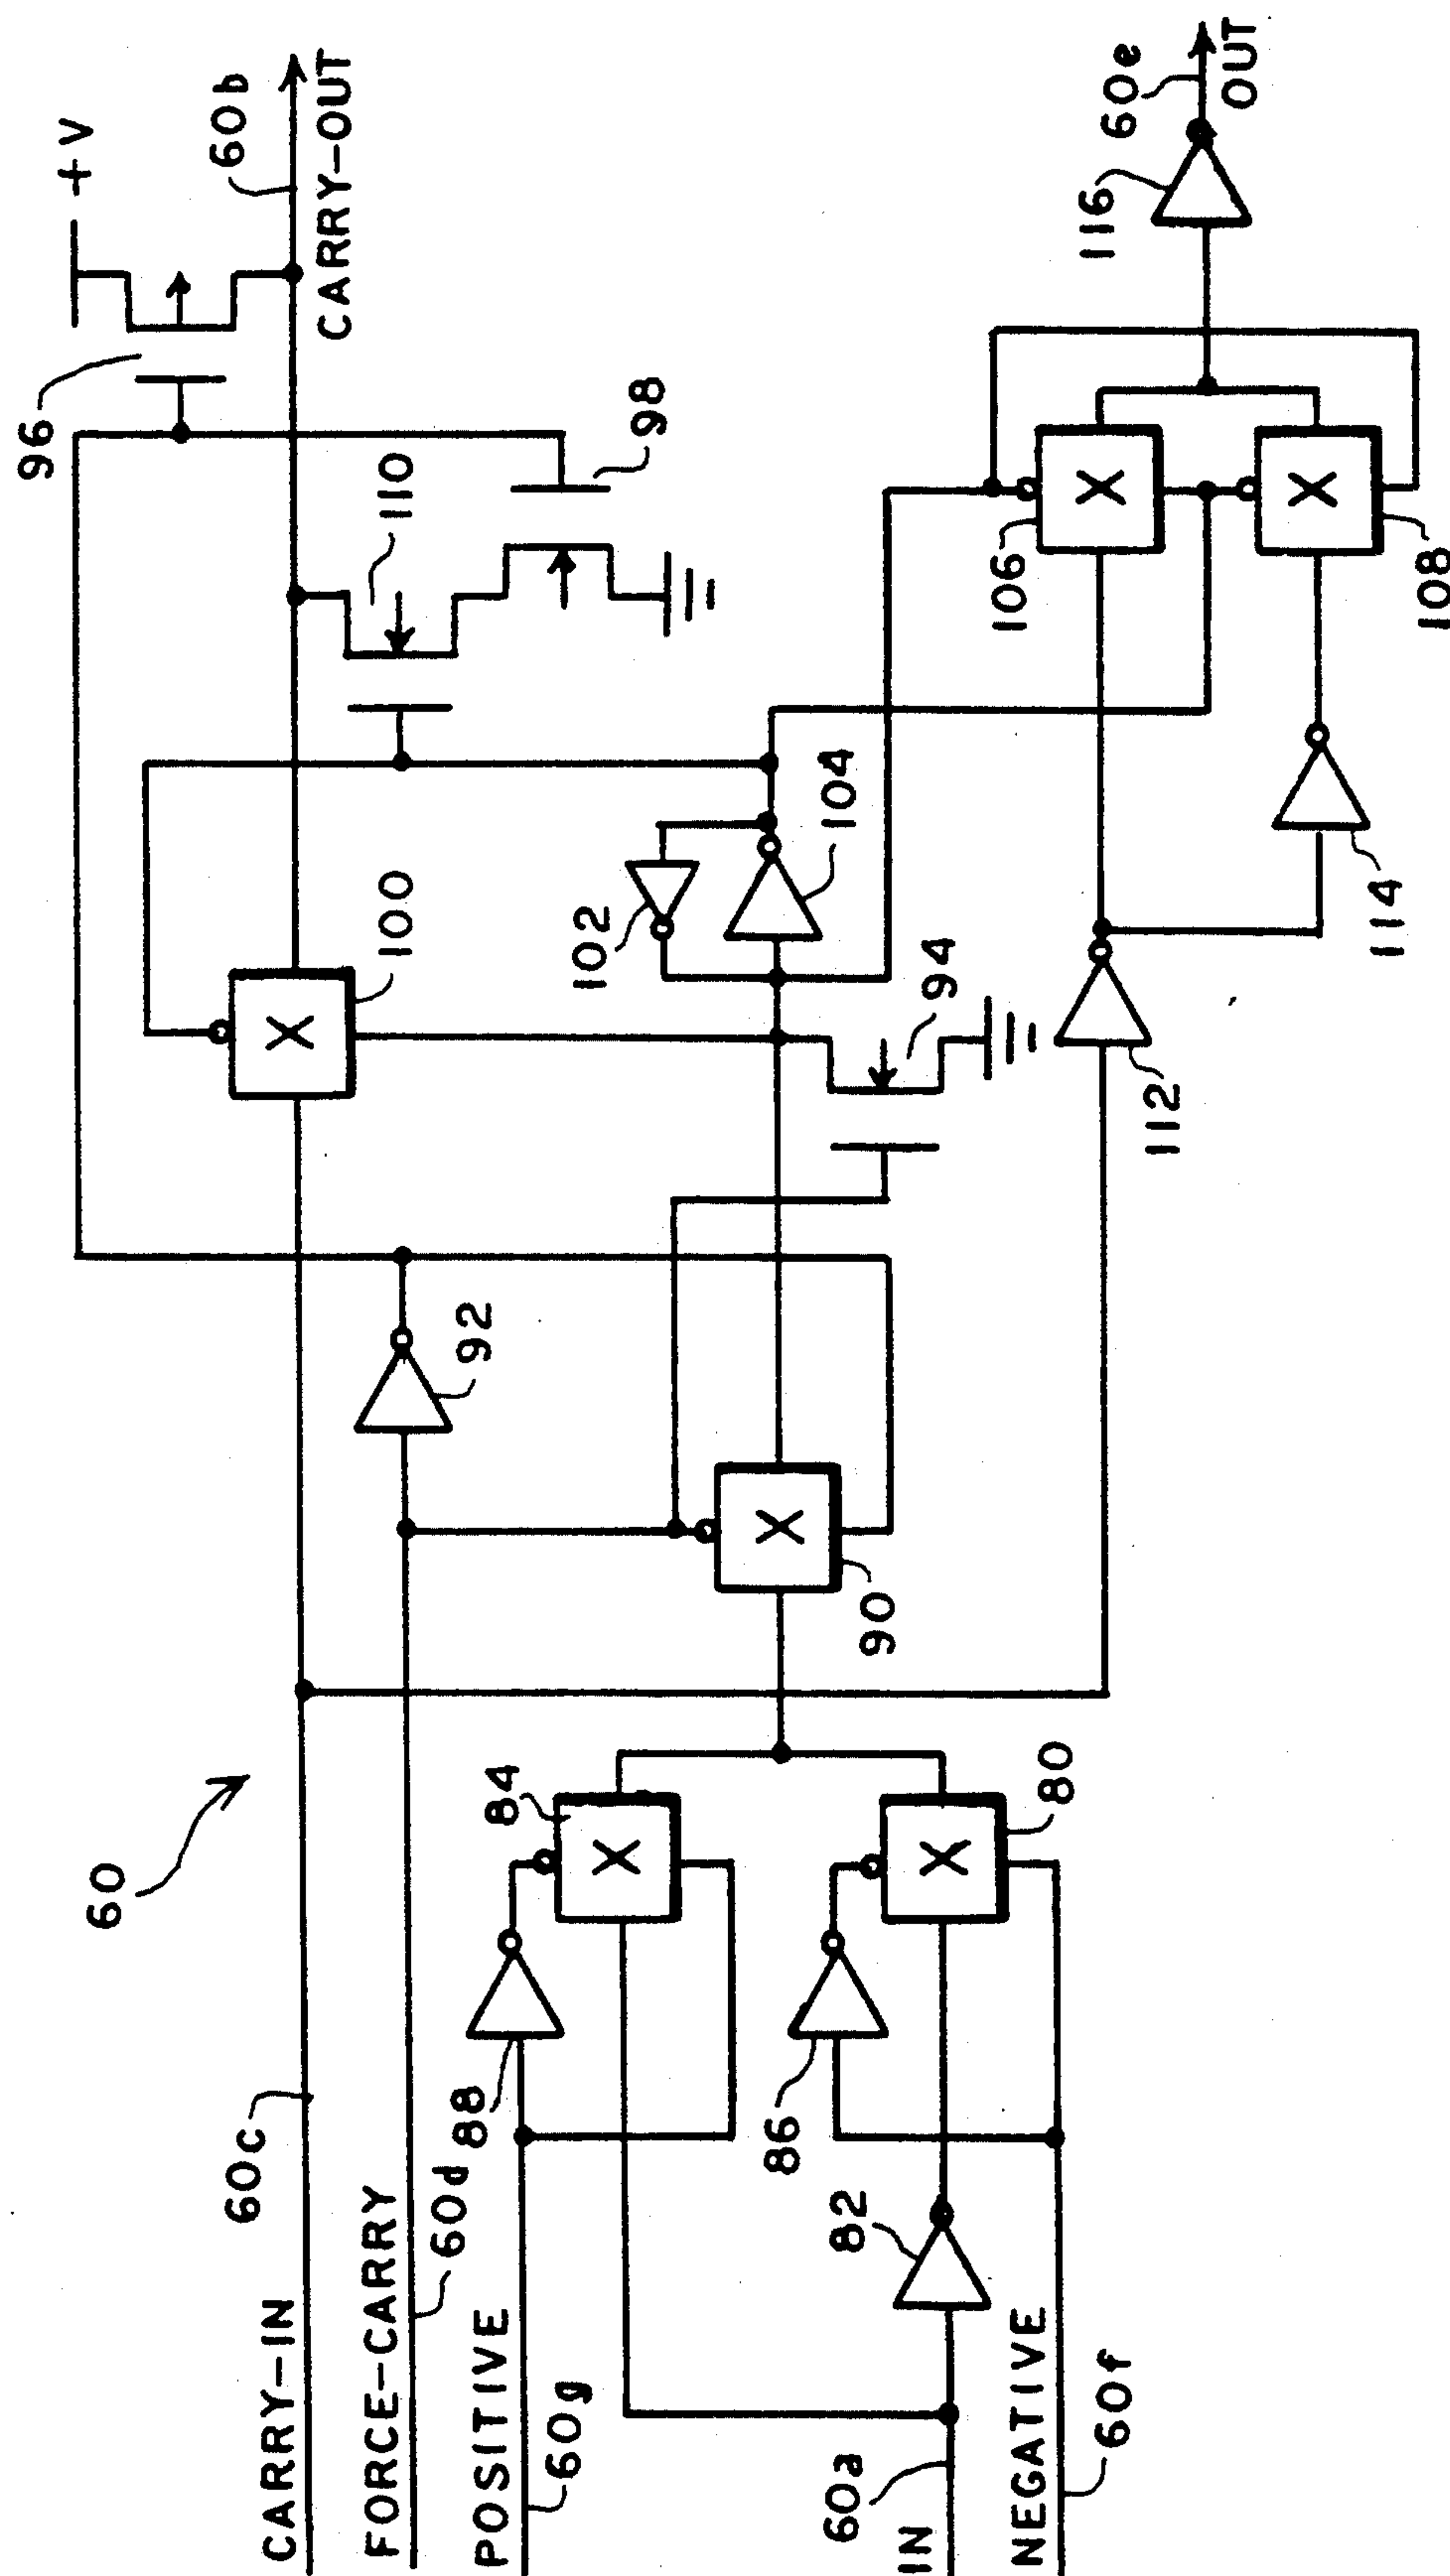 60
CARRY-IN
60c
FORCE-CARRY
60d
POSITIVE
60g
IN
60a
NEGATIVE
60f
88
84
X
82
86
80
X
90
X
92
94
100
X
102
104
112
114
106
X
108
X
110
98
96
+V
60b
CARRY-OUT
116
60e
OUT